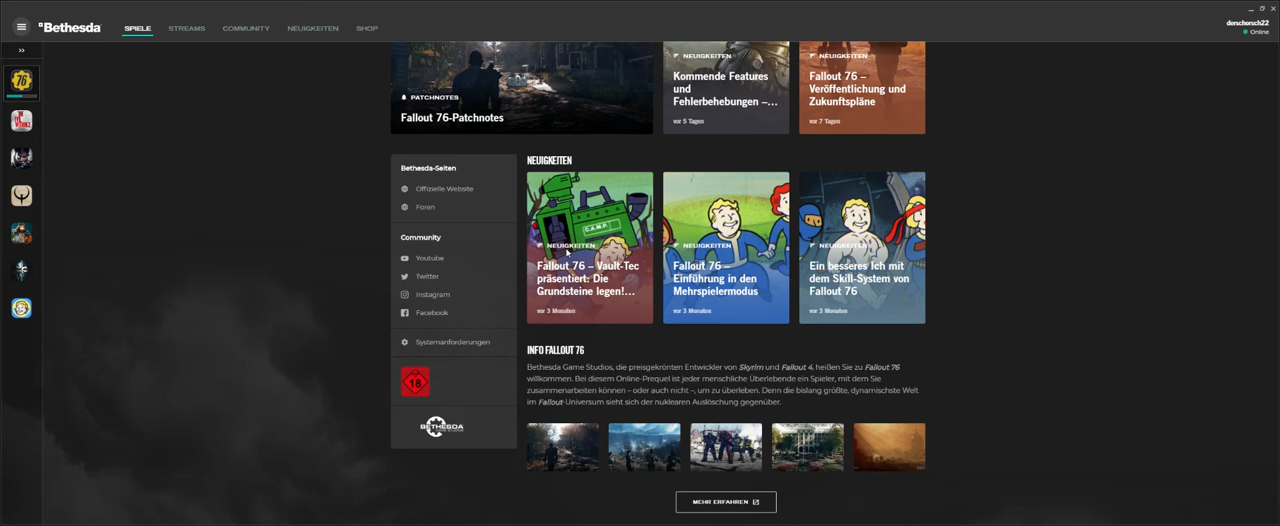 Bethesda
SPIELE
STREAMS
COMMUNITY
NEUIGKEITEN
SHOP
derschorsch22
Online
76
PATCHNOTES
Fallout 76-Patchnotes
NEUIGKEITEN
Kommende Features
und
Fehlerbehebungen –…
vor 5 Tagen
NEUIGKEITEN
Fallout 76 –
Veröffentlichung und
Zukunftspläne
vor 7 Tagen
Bethesda-Seiten
Offizielle Website
Foren
Community
Youtube
Twitter
Instagram
Facebook
Systemanforderungen
18
BETHESDA
NEUIGKEITEN
C.A.M.P.
NEUIGKEITEN
Fallout 76 – Vault-Tec
präsentiert: Die
Grundsteine legen!…
vor 3 Monaten
NEUIGKEITEN
Fallout 76 –
Einführung in den
Mehrspielermodus
vor 3 Monaten
NEUIGKEITEN
Ein besseres Ich mit
dem Skill-System von
Fallout 76
vor 3 Monaten
INFO FALLOUT 76
Bethesda Game Studios, die preisgekrönten Entwickler von Skyrim und Fallout 4, heißen Sie zu Fallout 76
willkommen. Bei diesem Online-Prequel ist jeder menschliche Überlebende ein Spieler, mit dem Sie
zusammenarbeiten können – oder auch nicht –, um zu überleben. Denn die bislang größte, dynamischste Welt
im Fallout-Universum sieht sich der nuklearen Auslöschung gegenüber.
MEHR ERFAHREN